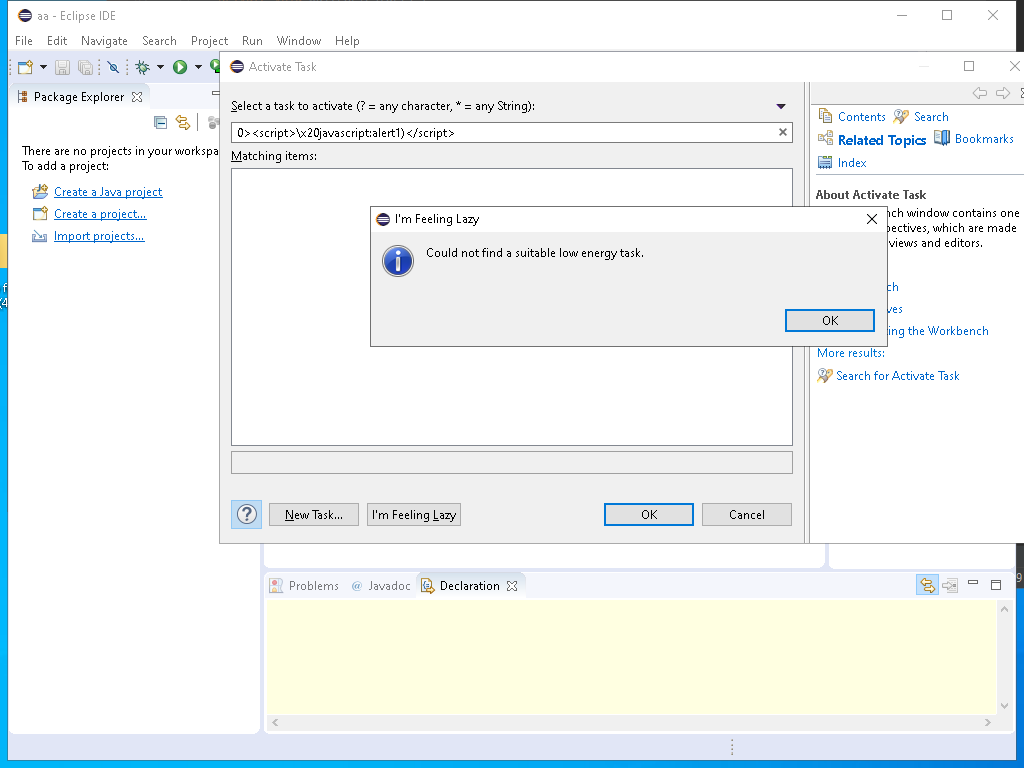 aa - Eclipse IDE
File Edit Navigate Search Project Run Window Help
Activate Task
Package Explorer
There are no projects in your workspa
To add a project:
Create a Java project
Create a project...
Import projects...
Select a task to activate (? = any character, * = any String):
0><script>\x20javascript:alert1)</script>
Matching items:
I'm Feeling Lazy
Could not find a suitable low energy task.
OK
New Task...
I'm Feeling Lazy
OK
Cancel
Contents Search
Related Topics Bookmarks
Index
About Activate Task
ch window contains one
pectives, which are made
views and editors.
ch
ves
ing the Workbench
More results:
Search for Activate Task
Problems @ Javadoc Declaration